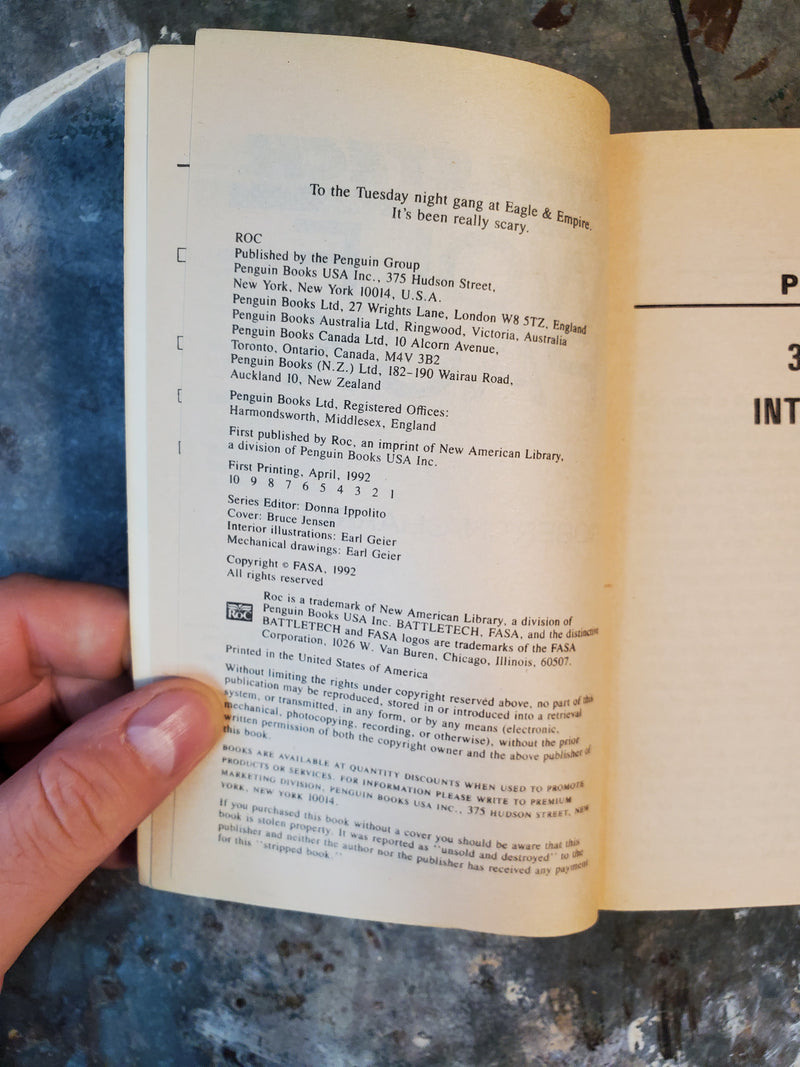 To the Tuesday night gang at Eagle & Empire.
It's been really scary.
ROC
Published by the Penguin Group
Penguin Books USA Inc., 375 Hudson Street,
New York, New York 10014, U.S.A.
Penguin Books Ltd, 27 Wrights Lane, London W8 5TZ, England
Penguin Books Australia Ltd, Ringwood, Victoria, Australia
Penguin Books Canada Ltd, 10 Alcorn Avenue,
Toronto, Ontario, Canada, M4V 3B2
Penguin Books (N.Z.) Ltd, 182-190 Wairau Road,
Auckland 10, New Zealand
Penguin Books Ltd, Registered Offices:
Harmondsworth, Middlesex, England
First published by Roc, an imprint of New American Library,
a division of Penguin Books USA Inc.
First Printing, April, 1992
10 9 8 7 6 5 4 3 2 1
Series Editor: Donna Ippolito
Cover: Bruce Jensen
Interior illustrations: Earl Geier
Mechanical drawings: Earl Geier
Copyright © FASA, 1992
All rights reserved
ROC
Roc is a trademark of New American Library, a division of
Penguin Books USA Inc. BATTLETECH, FASA, and the distinctive
BATTLETECH and FASA logos are trademarks of the FASA
Corporation, 1026 W. Van Buren, Chicago, Illinois, 60507.
Printed in the United States of America
Without limiting the rights under copyright reserved above, no part of this
publication may be reproduced, stored in or introduced into a retrieval
system, or transmitted, in any form, or by any means (electronic,
mechanical, photocopying, recording, or otherwise), without the prior
written permission of both the copyright owner and the above publisher of
this book.
BOOKS ARE AVAILABLE AT QUANTITY DISCOUNTS WHEN USED TO PROMOTE
PRODUCTS OR SERVICES. FOR INFORMATION PLEASE WRITE TO PREMIUM
MARKETING DIVISION, PENGUIN BOOKS USA INC., 375 HUDSON STREET, NEW
YORK, NEW YORK 10014.
If you purchased this book without a cover you should be aware that this
book is stolen property. It was reported as "unsold and destroyed" to the
publisher and neither the author nor the publisher has received any payment
for this "stripped book."
P
3
INT